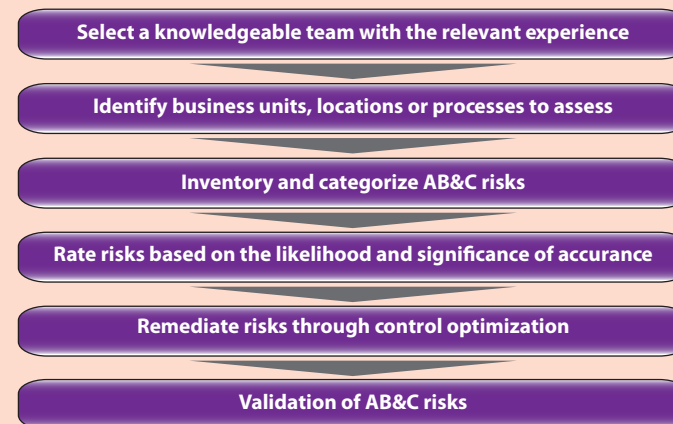 Select a knowledgeable team with the relevant experience
Identify business units, locations or processes to assess
Inventory and categorize AB&C risks
Rate risks based on the likelihood and significance of accurance
Remediate risks through control optimization
Validation of AB&C risks